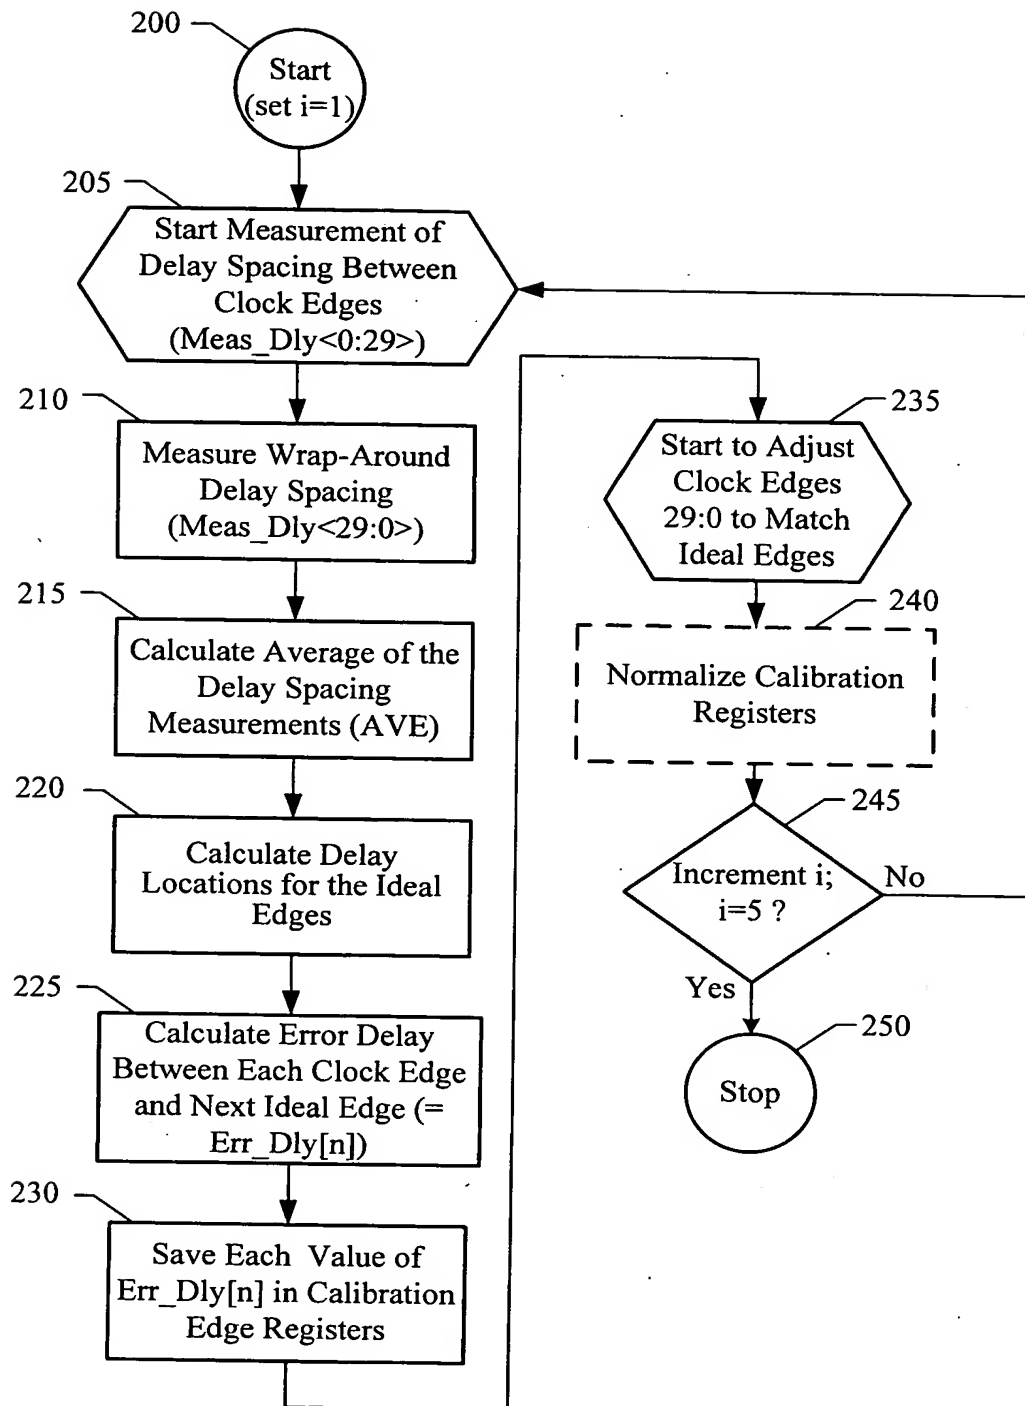 200
Start
(set i=1)
205
Start Measurement of
Delay Spacing Between
Clock Edges
(Meas_Dly<0:29>)
210
Measure Wrap-Around
Delay Spacing
(Meas_Dly<29:0>)
215
Calculate Average of the
Delay Spacing
Measurements (AVE)
220
Calculate Delay
Locations for the Ideal
Edges
225
Calculate Error Delay
Between Each Clock Edge
and Next Ideal Edge (=
Err_Dly[n])
230
Save Each Value of
Err_Dly[n] in Calibration
Edge Registers
235
Start to Adjust
Clock Edges
29:0 to Match
Ideal Edges
240
Normalize Calibration
Registers
245
Increment i;
i=5 ?
No
Yes
250
Stop